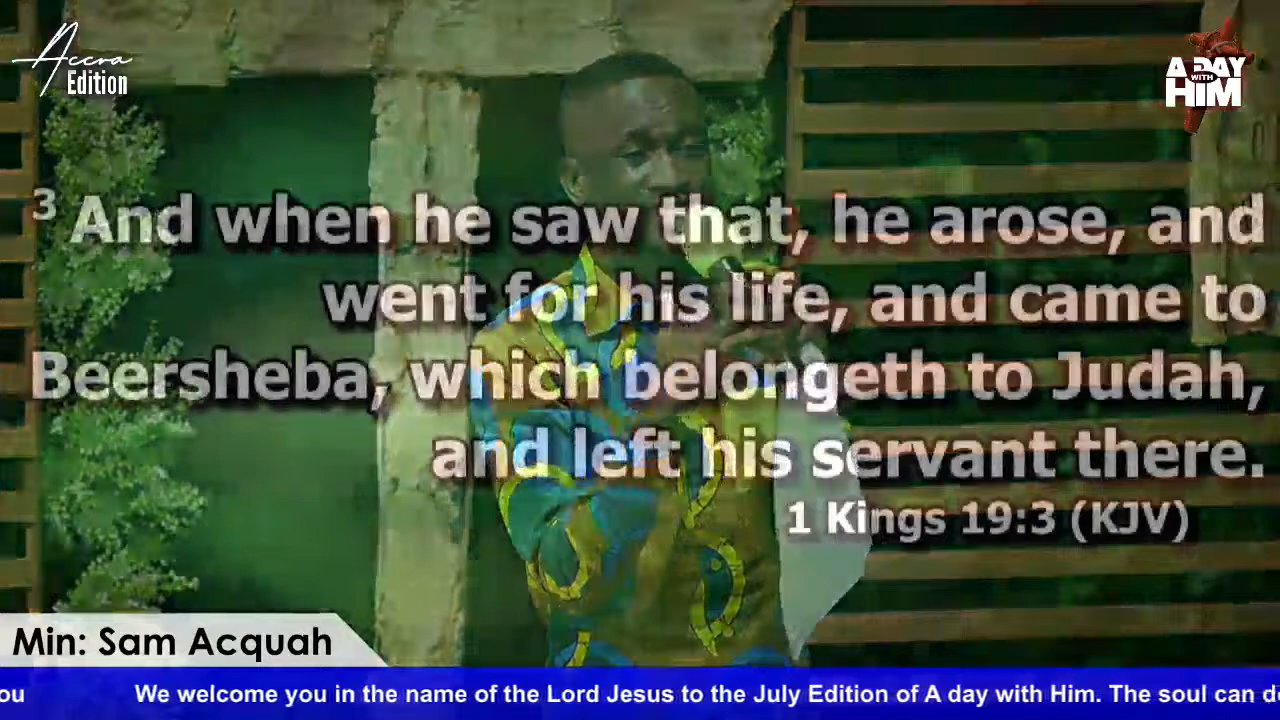 Accra
Edition
A DAY
WITH
HIM
3 And when he saw that, he arose, and
went for his life, and came to
Beersheba, which belongeth to Judah,
and left his servant there.
1 Kings 19:3 (KJV)
Min: Sam Acquah
ou We welcome you in the name of the Lord Jesus to the July Edition of A day with Him. The soul can